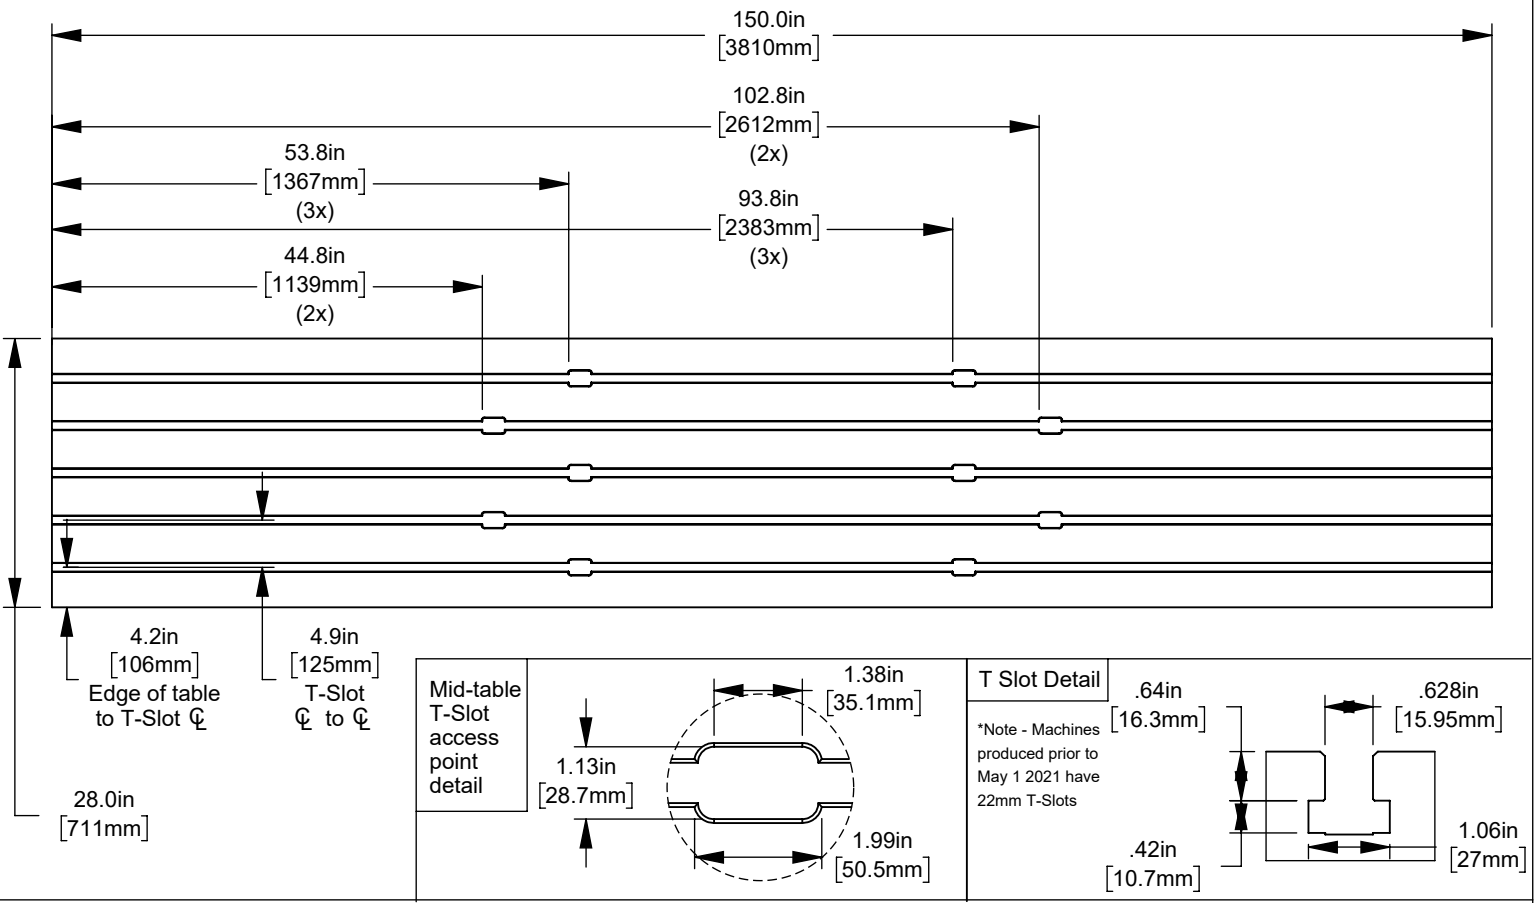 150.0in
[3810mm]
102.8in
[2612mm]
(2x)
53.8in
[1367mm]
(3x)
93.8in
[2383mm]
(3x)
44.8in
[1139mm]
(2x)
4.2in
[106mm]
Edge of table
to T-Slot ℄
4.9in
[125mm]
T-Slot
℄ to ℄
28.0in
[711mm]
Mid-table
T-Slot
access
point
detail
1.38in
[35.1mm]
1.13in
[28.7mm]
1.99in
[50.5mm]
T Slot Detail
*Note - Machines
produced prior to
May 1 2021 have
22mm T-Slots
.64in
[16.3mm]
.628in
[15.95mm]
.42in
[10.7mm]
1.06in
[27mm]